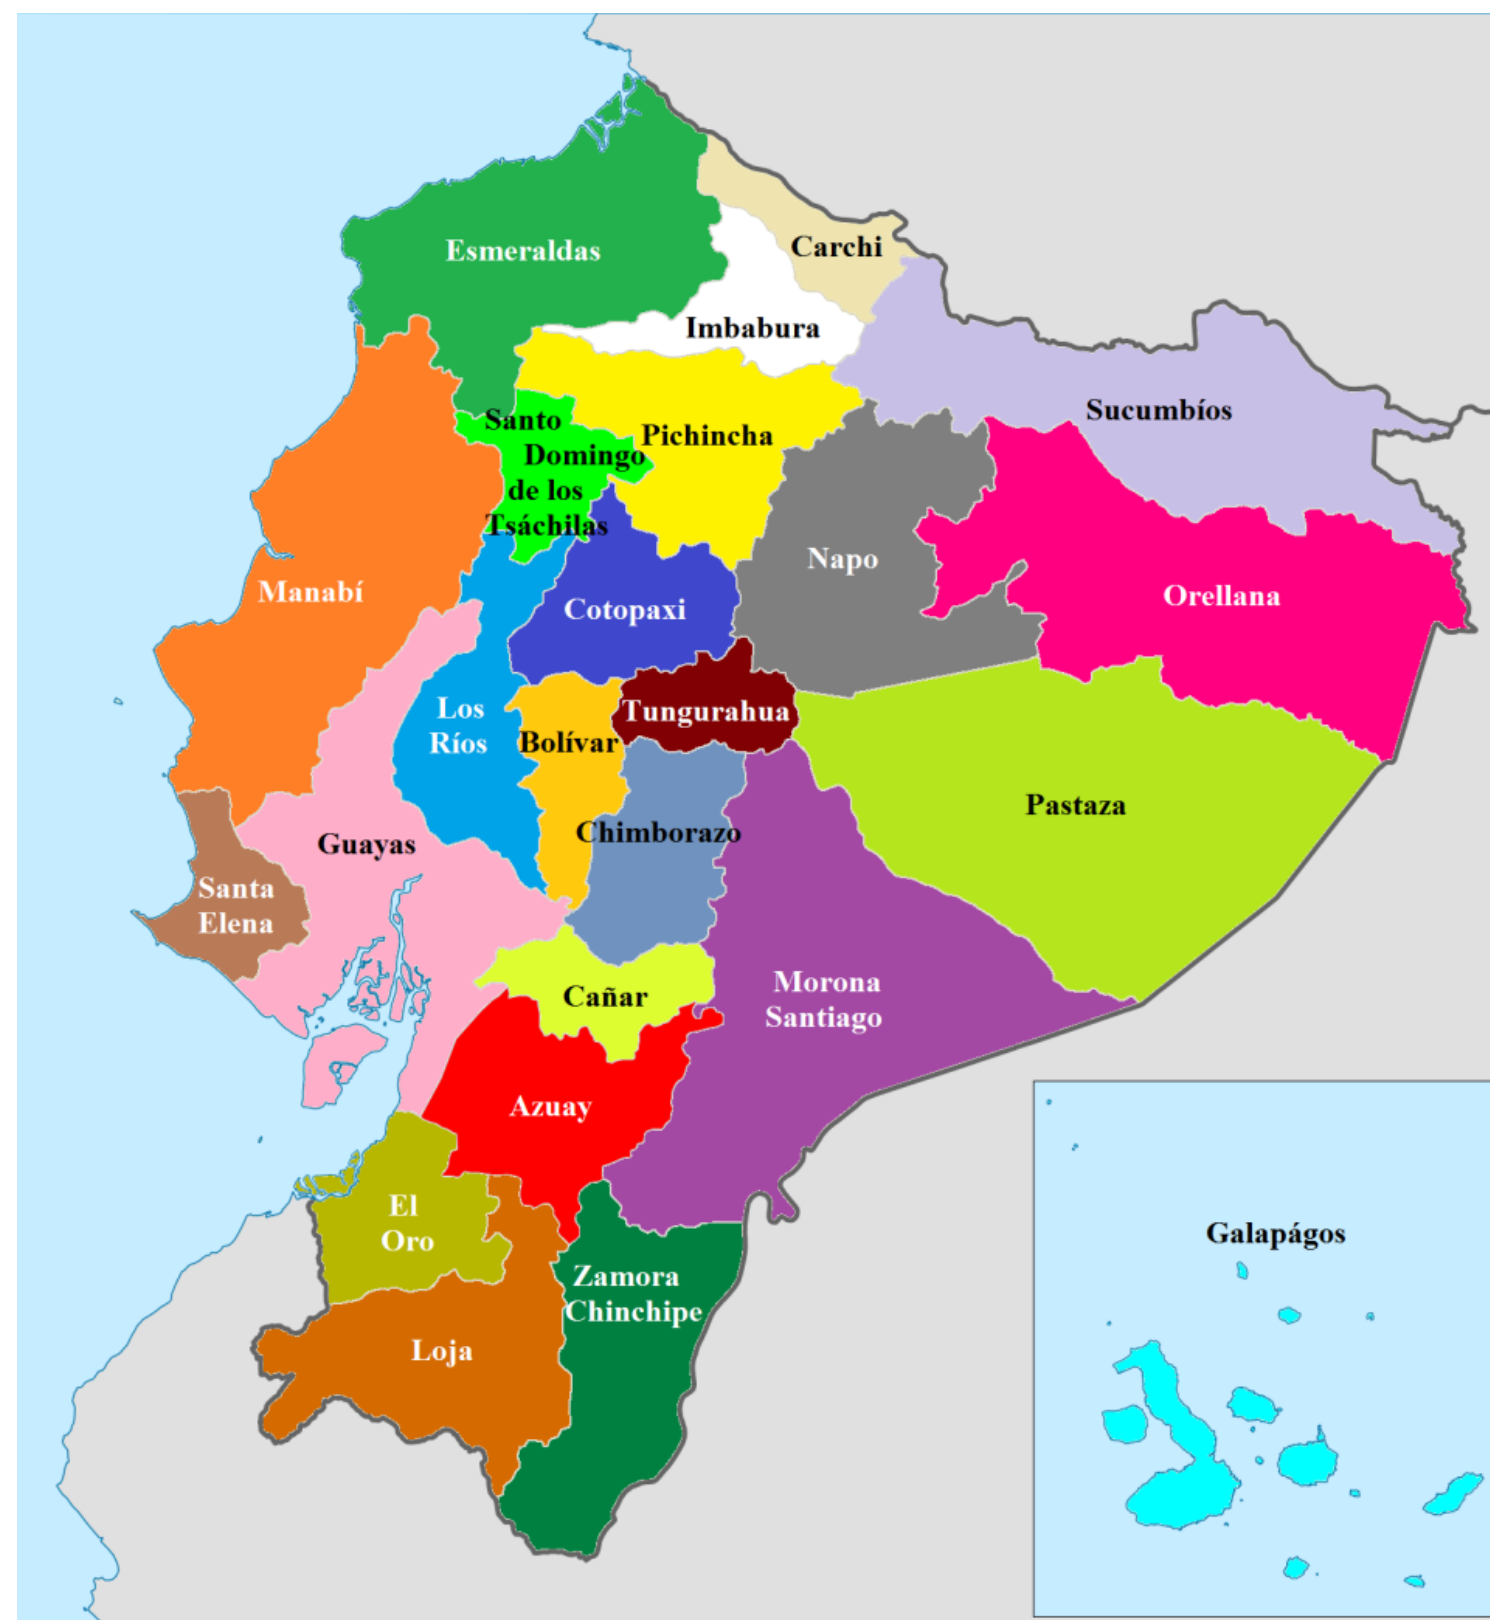 Esmeraldas
Carchi
Imbabura
Sucumbíos
Santo
Domingo
de los
Tsáchilas
Pichincha
Napo
Orellana
Manabí
Cotopaxi
Los
Ríos
Bolívar
Tungurahua
Pastaza
Guayas
Chimborazo
Santa
Elena
Cañar
Morona
Santiago
Azuay
El
Oro
Zamora
Chinchipe
Loja
Galapágos